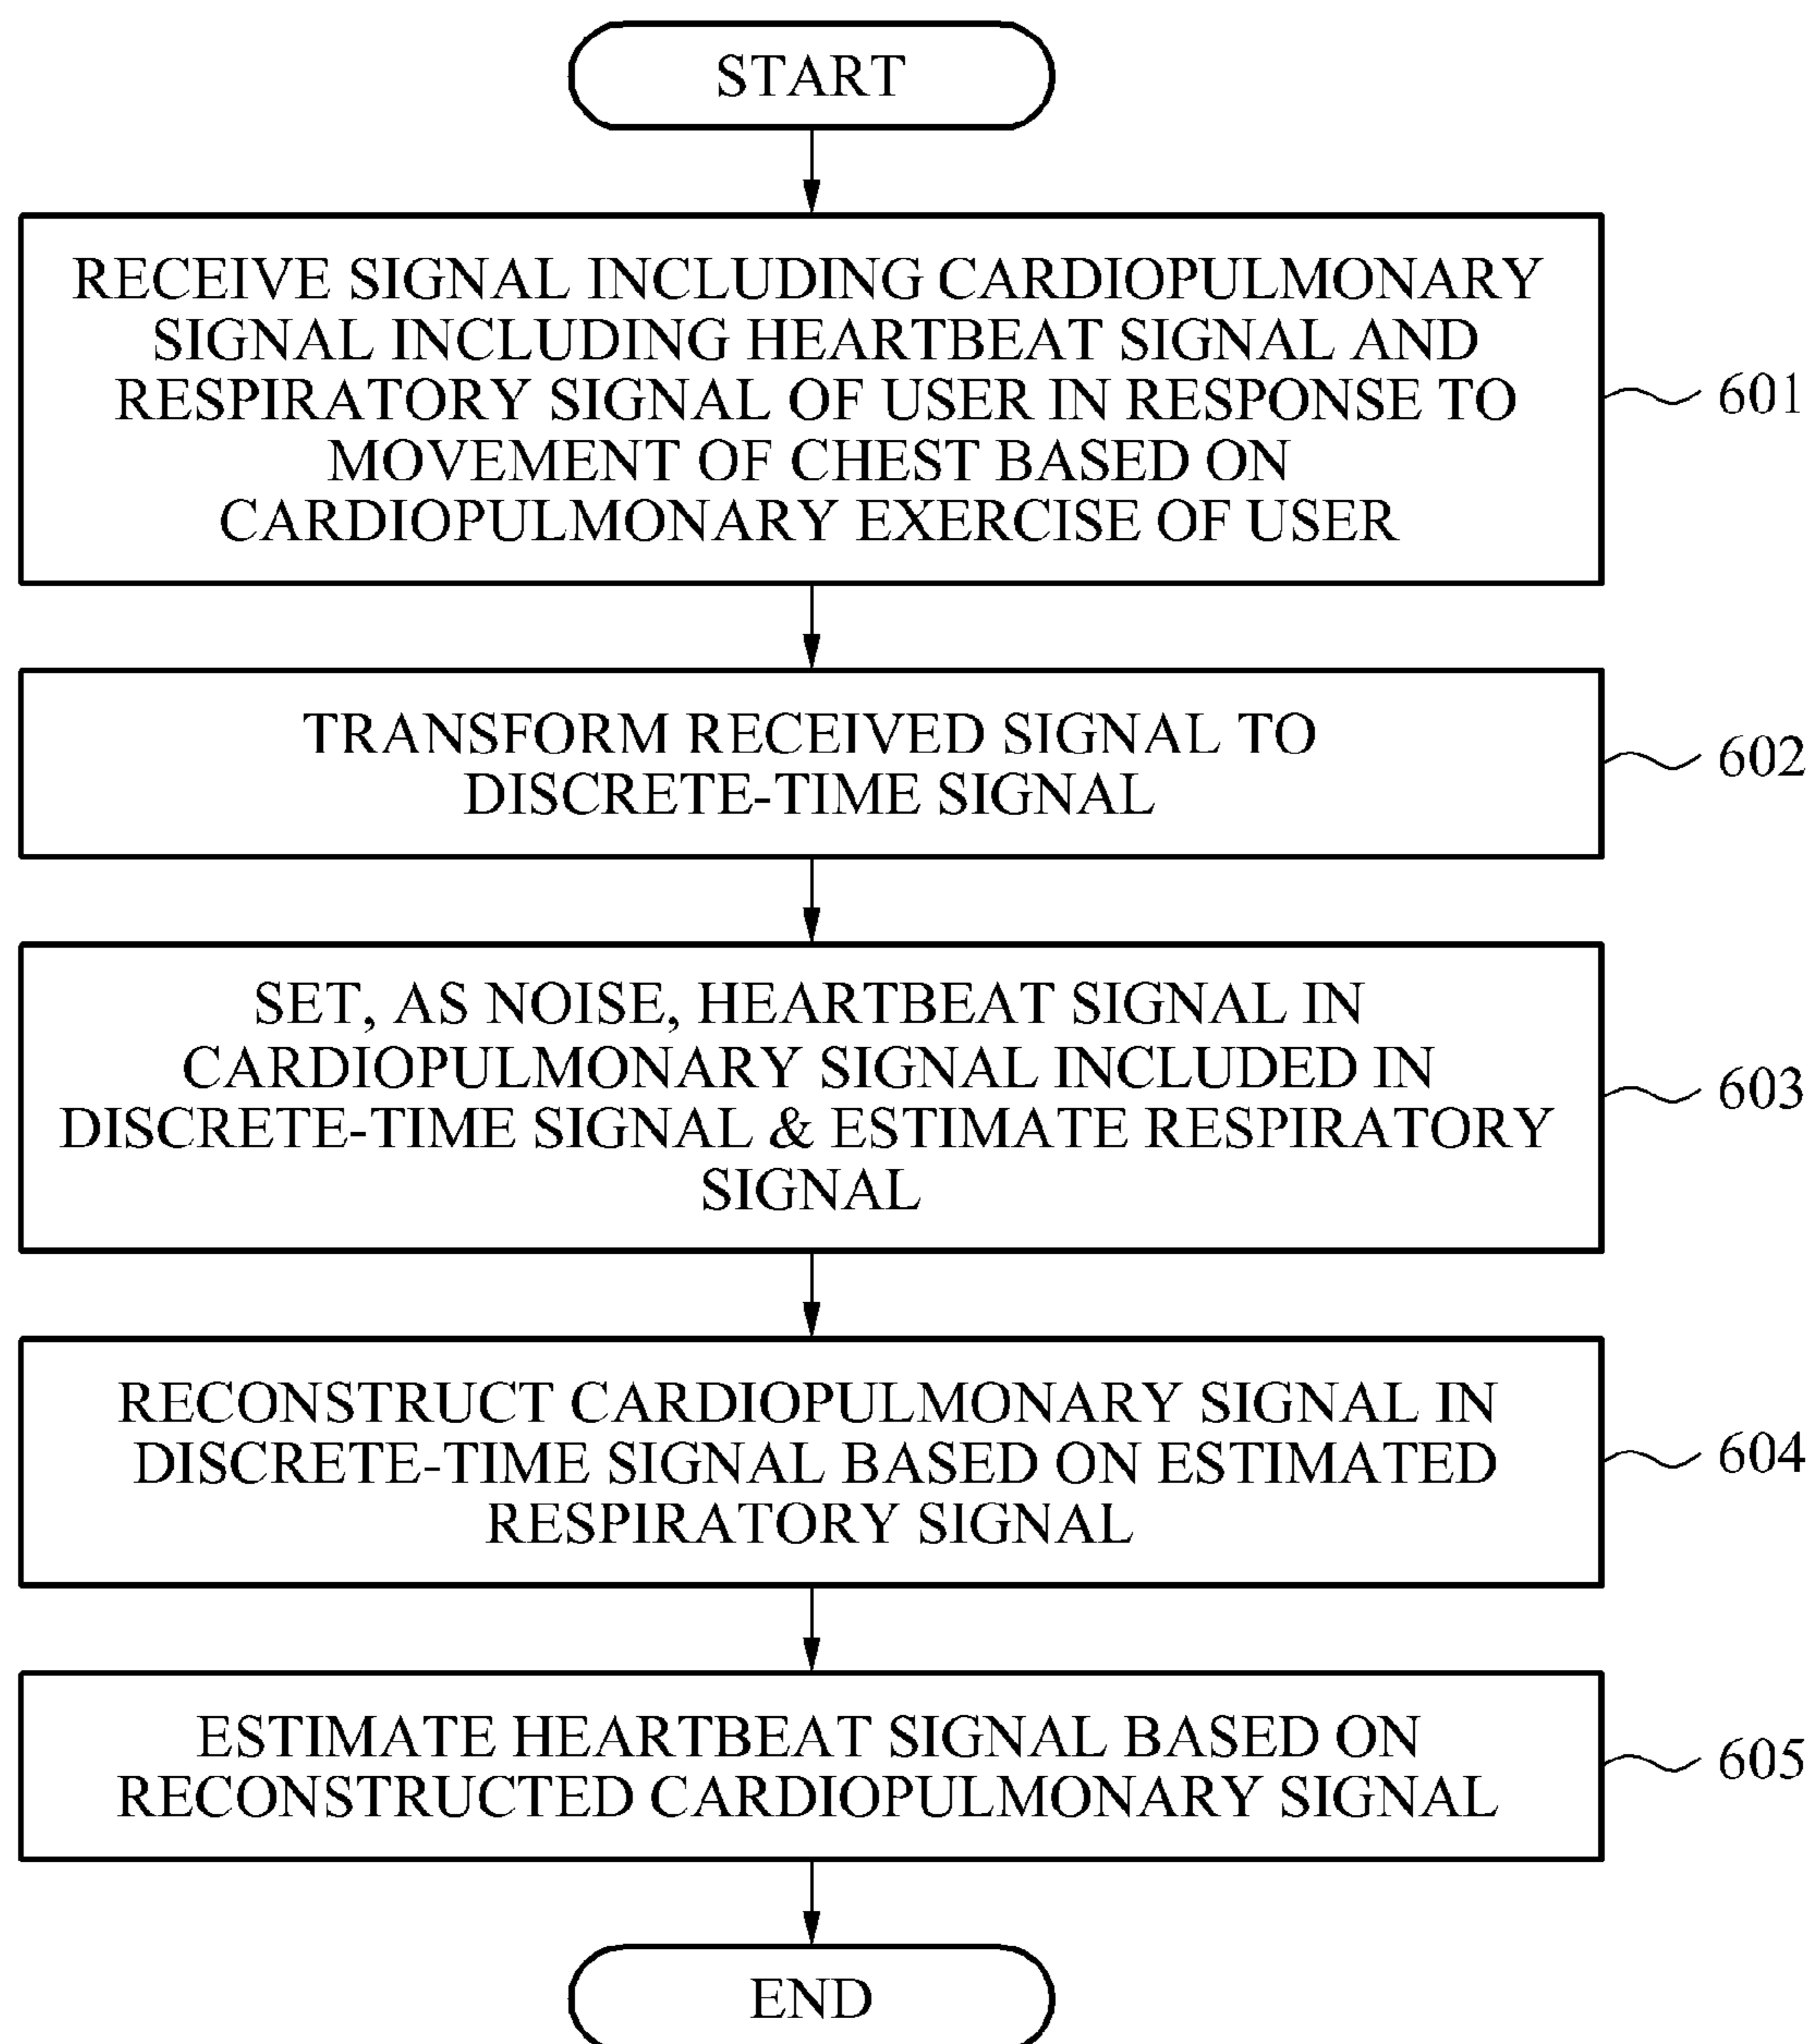 START
RECEIVE SIGNAL INCLUDING CARDIOPULMONARY
SIGNAL INCLUDING HEARTBEAT SIGNAL AND
RESPIRATORY SIGNAL OF USER IN RESPONSE TO
MOVEMENT OF CHEST BASED ON
CARDIOPULMONARY EXERCISE OF USER
601
TRANSFORM RECEIVED SIGNAL TO
DISCRETE-TIME SIGNAL
602
SET, AS NOISE, HEARTBEAT SIGNAL IN
CARDIOPULMONARY SIGNAL INCLUDED IN
DISCRETE-TIME SIGNAL & ESTIMATE RESPIRATORY
SIGNAL
603
RECONSTRUCT CARDIOPULMONARY SIGNAL IN
DISCRETE-TIME SIGNAL BASED ON ESTIMATED
RESPIRATORY SIGNAL
604
ESTIMATE HEARTBEAT SIGNAL BASED ON
RECONSTRUCTED CARDIOPULMONARY SIGNAL
605
END